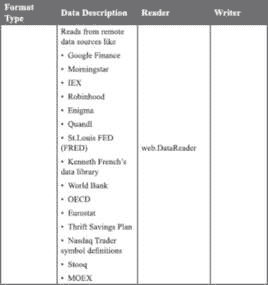 Format Type
Data Description
Reader
Writer
Reads from remote
data sources like
• Google Finance
• Morningstar
• IEX
• Robinhood
• Enigma
• Quandl
• St.Louis FED
(FRED)
• Kenneth French's
data library
• World Bank
• OECD
• Eurostat
• Thrift Savings Plan
• Nasdaq Trader
symbol definitions
• Stooq
• MOEX
web.DataReader